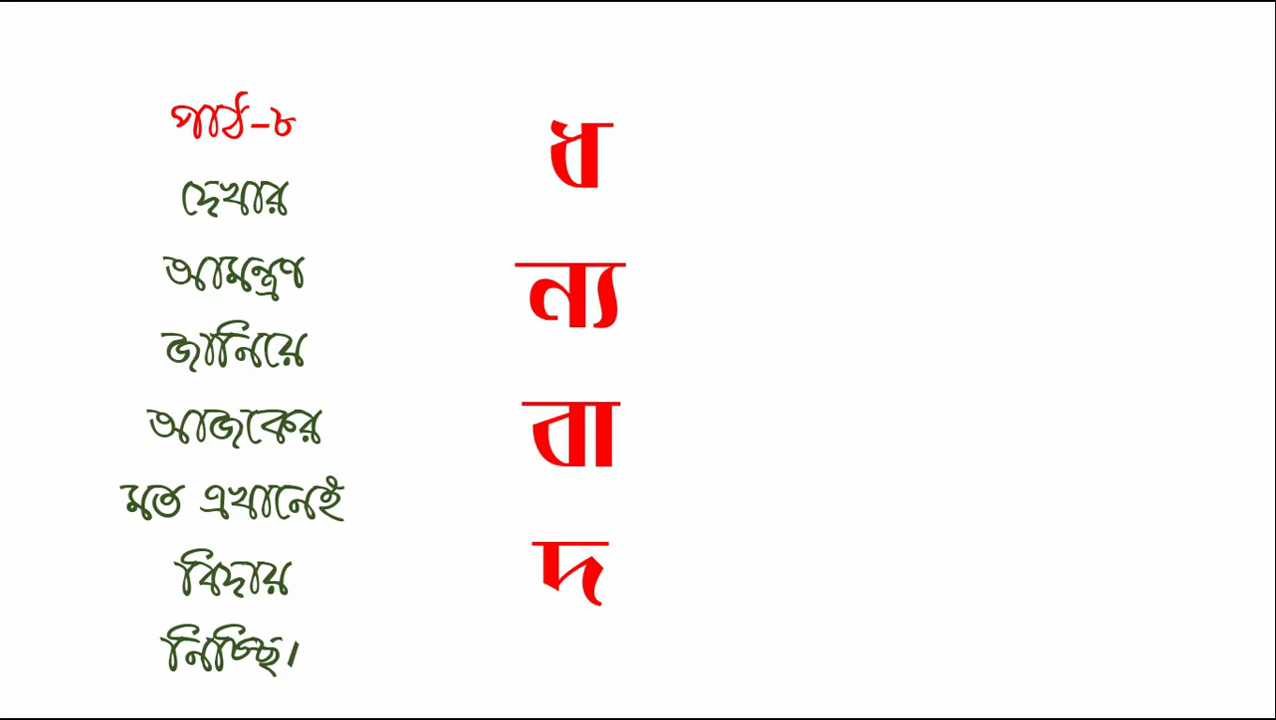 পাঠ-৮
দেখার
আমন্ত্রণ
জানিয়ে
আজকের
মত এখানেই
বিদায়
নিচ্ছি।
ধ
ন্য
বা
দ